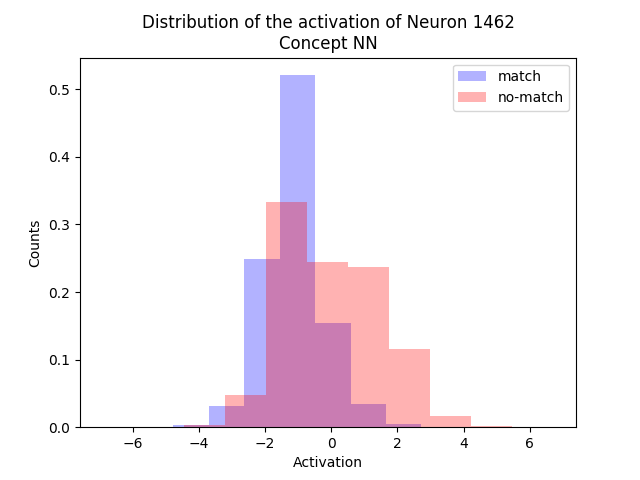 Distribution of the activation of Neuron 1462
Concept NN
match
no-match
0.5
0.4
0.3
0.2
0.1
0.0
Counts
−6
−4
−2
0
2
4
6
Activation